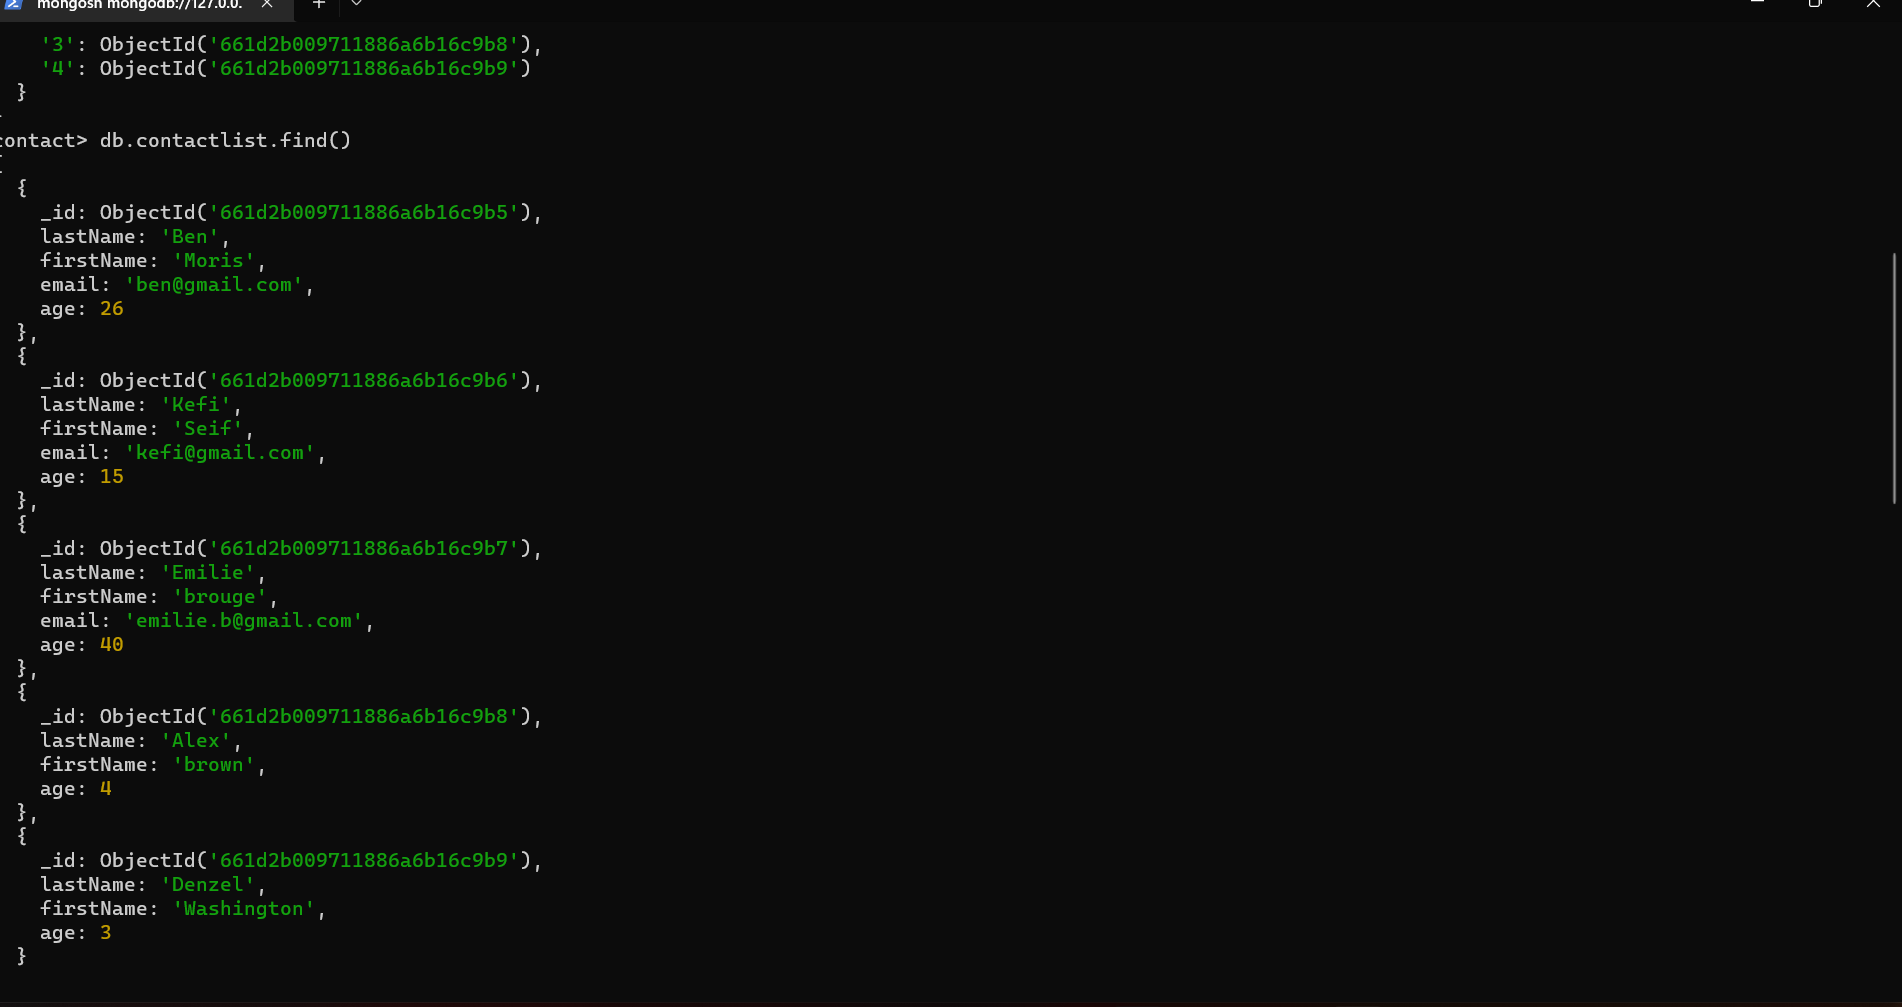 mongosh mongodb://127.0.0.
'3': ObjectId('661d2b009711886a6b16c9b8'),
'4': ObjectId('661d2b009711886a6b16c9b9')
}
contact> db.contactlist.find()
[
{
_id: ObjectId('661d2b009711886a6b16c9b5'),
lastName: 'Ben',
firstName: 'Moris',
email: 'ben@gmail.com',
age: 26
},
{
_id: ObjectId('661d2b009711886a6b16c9b6'),
lastName: 'Kefi',
firstName: 'Seif',
email: 'kefi@gmail.com',
age: 15
},
{
_id: ObjectId('661d2b009711886a6b16c9b7'),
lastName: 'Emilie',
firstName: 'brouge',
email: 'emilie.b@gmail.com',
age: 40
},
{
_id: ObjectId('661d2b009711886a6b16c9b8'),
lastName: 'Alex',
firstName: 'brown',
age: 4
},
{
_id: ObjectId('661d2b009711886a6b16c9b9'),
lastName: 'Denzel',
firstName: 'Washington',
age: 3
}